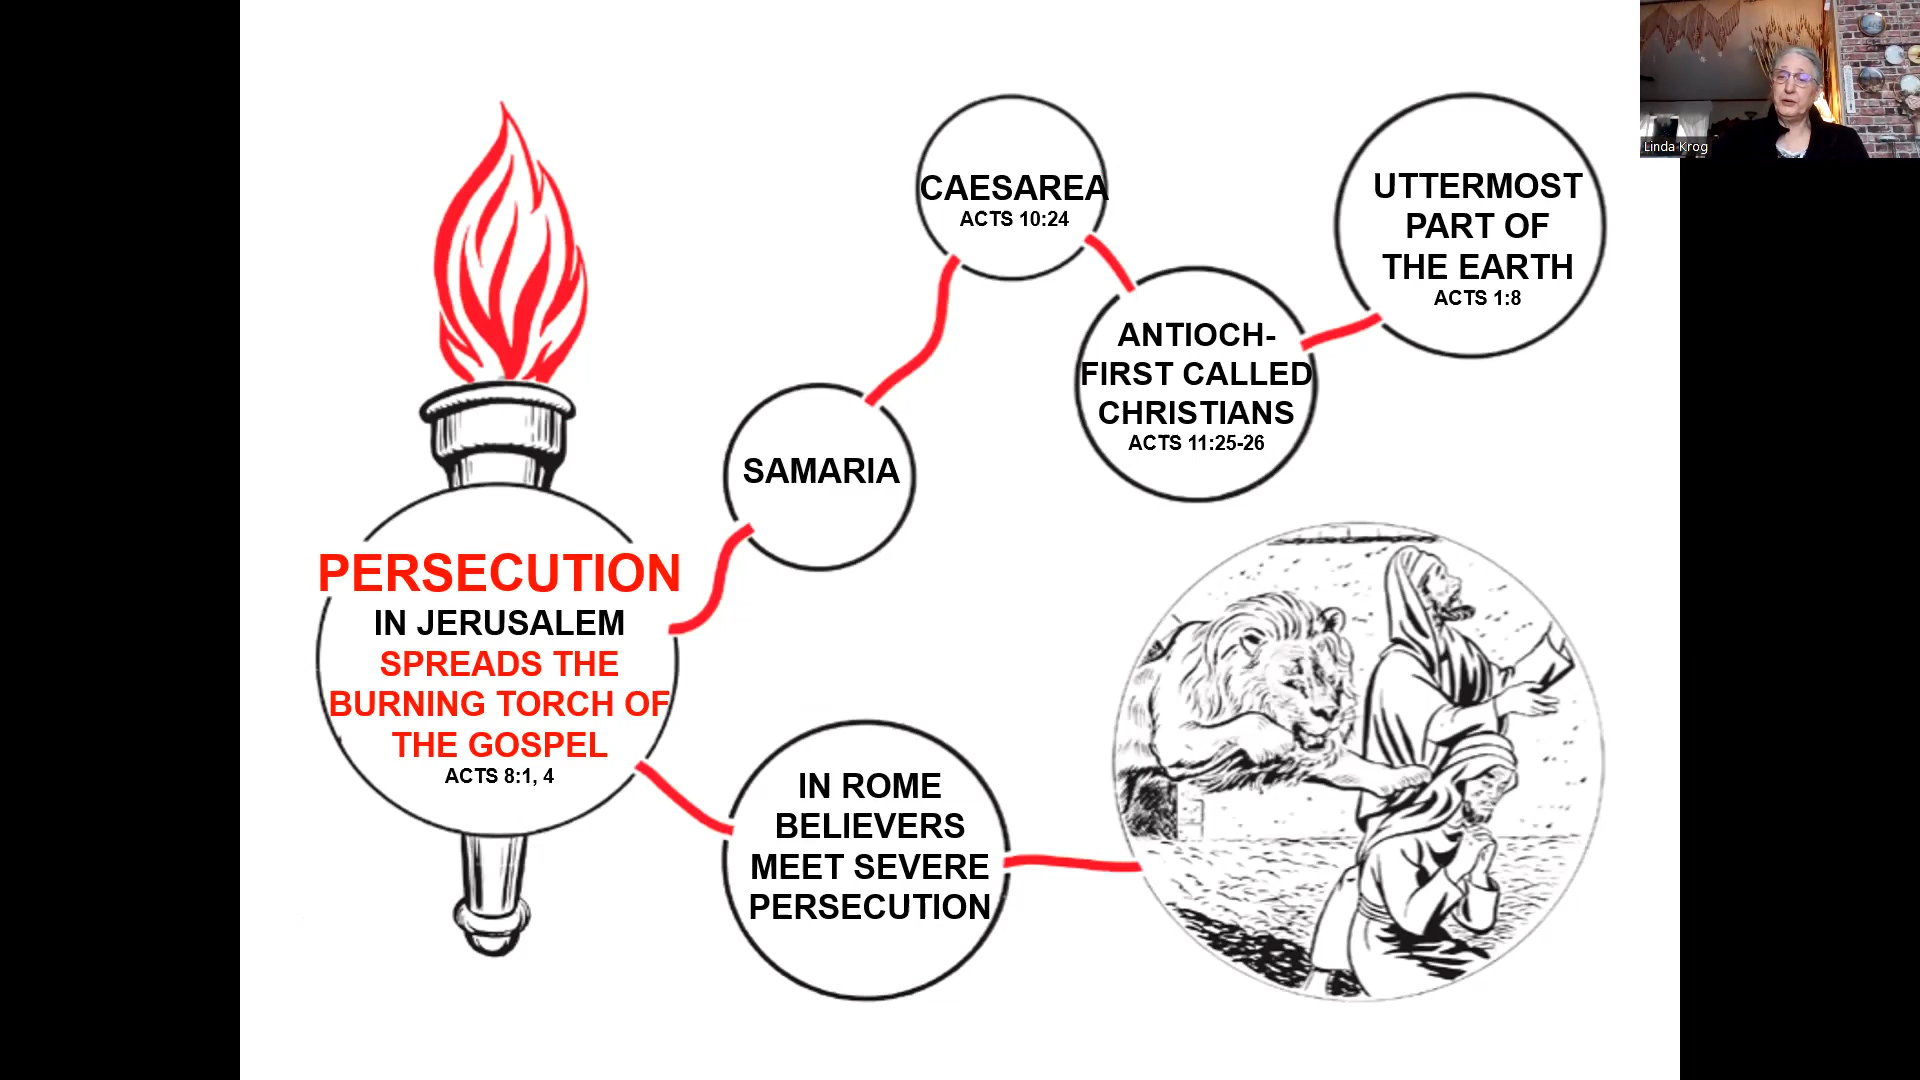 PERSECUTION
IN JERUSALEM
SPREADS THE
BURNING TORCH OF
THE GOSPEL
ACTS 8:1, 4
SAMARIA
CAESAREA
ACTS 10:24
ANTIOCH-
FIRST CALLED
CHRISTIANS
ACTS 11:25-26
UTTERMOST
PART OF
THE EARTH
ACTS 1:8
IN ROME
BELIEVERS
MEET SEVERE
PERSECUTION
Linda Krog